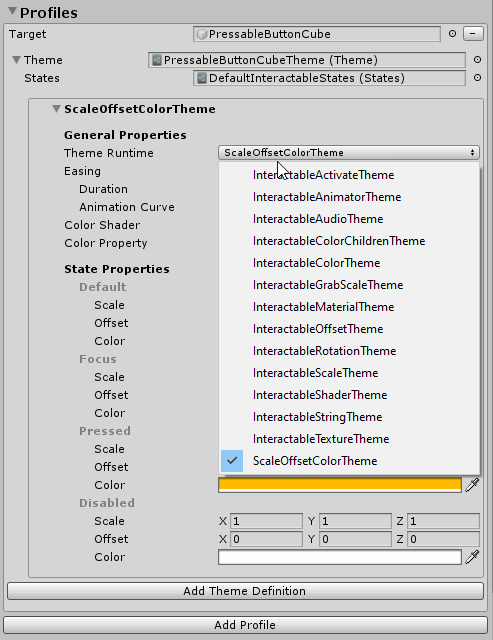 Profiles
Target PressableButtonCube
Theme PressableButtonCubeTheme (Theme)
States DefaultInteractableStates (States)
ScaleOffsetColorTheme
General Properties
Theme Runtime ScaleOffsetColorTheme
Easing InteractableActivateTheme
Duration InteractableAnimatorTheme
Animation Curve InteractableAudioTheme
Color Shader InteractableColorChildrenTheme
Color Property InteractableColorTheme
State Properties InteractableGrabScaleTheme
Default InteractableMaterialTheme
Scale
Offset InteractableOffsetTheme
Color InteractableRotationTheme
Focus InteractableScaleTheme
Scale
Offset InteractableShaderTheme
Color InteractableStringTheme
Pressed InteractableTextureTheme
Scale ScaleOffsetColorTheme
Offset
Color
Disabled
Scale X 1 Y 1 Z 1
Offset X 0 Y 0 Z 0
Color
Add Theme Definition
Add Profile